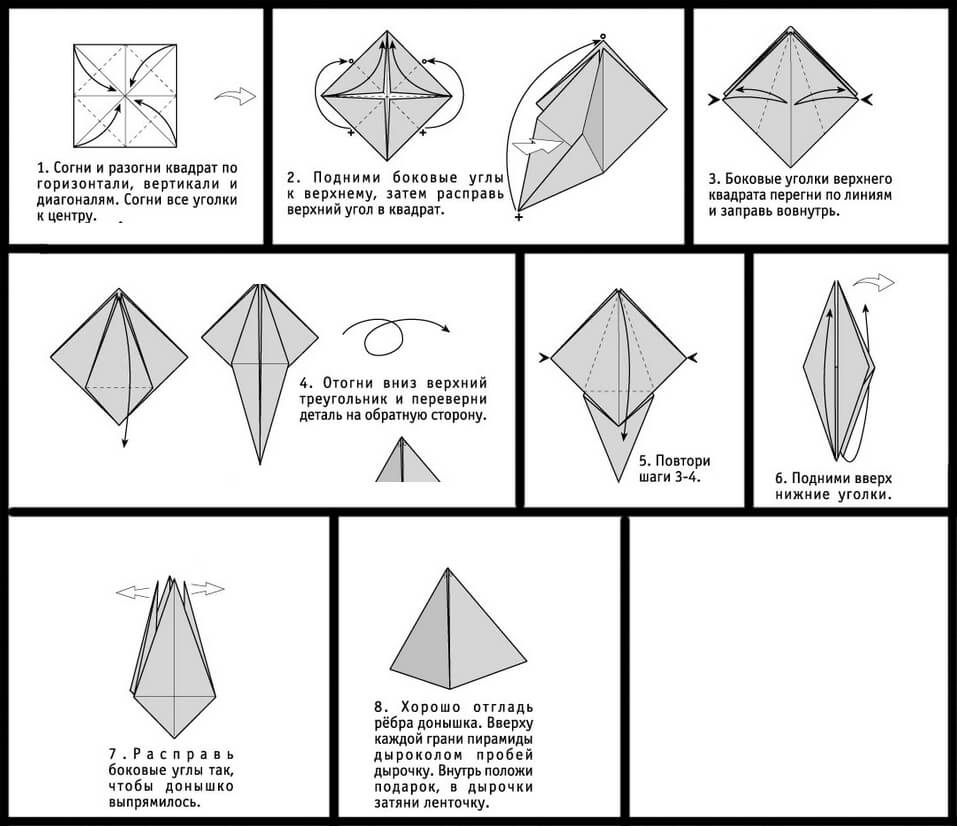 1. Согни и разогни квадрат по
горизонтали, вертикали и
диагоналям. Согни все уголки
к центру.
2. Подними боковые углы
к верхнему, затем расправь
верхний угол в квадрат.
3. Боковые уголки верхнего
квадрата перегни по линиям
и заправь вовнутрь.
4. Отогни вниз верхний
треугольник и переверни
деталь на обратную сторону.
5. Повтори
шаги 3-4.
6. Подними вверх
нижние уголки.
7. Расправь
боковые углы так,
чтобы донышко
выпрямилось.
8. Хорошо отгладь
рёбра донышка. Вверху
каждой грани пирамиды
дыроколом пробей
дырочку. Внутрь положи
подарок, в дырочки
затяни ленточку.